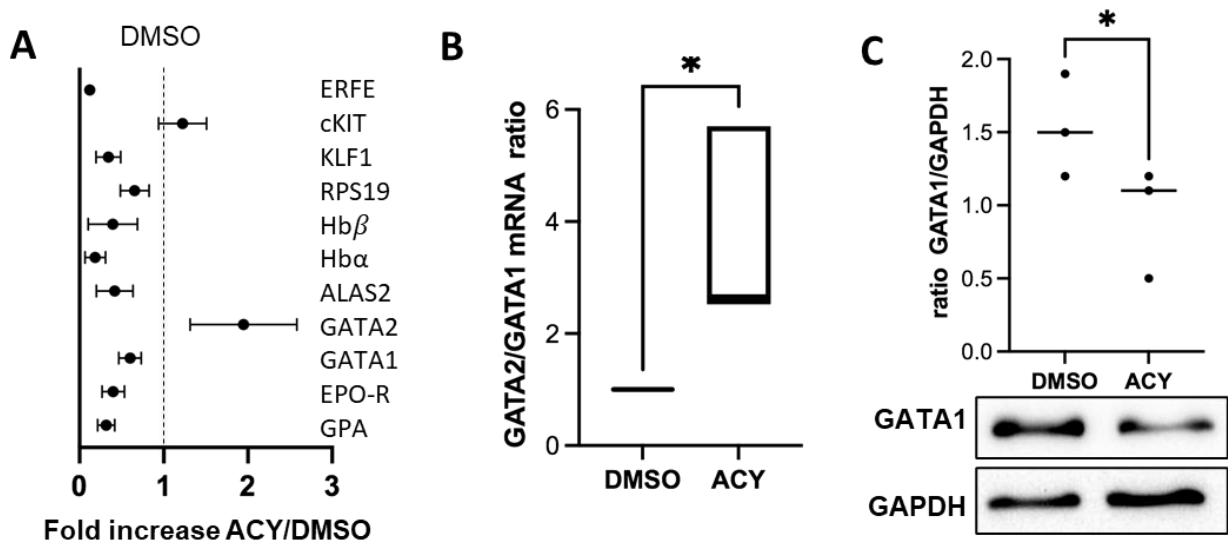 A
DMSO
ERFE
cKIT
KLF1
RPS19
Hbβ
Hbα
ALAS2
GATA2
GATA1
EPO-R
GPA
0 1 2 3
Fold increase ACY/DMSO
B
*
GATA2/GATA1 mRNA ratio
6
4
2
0
DMSO ACY
C
*
ratio GATA1/GAPDH
2.0
1.5
1.0
0.5
0.0
DMSO ACY
GATA1
GAPDH